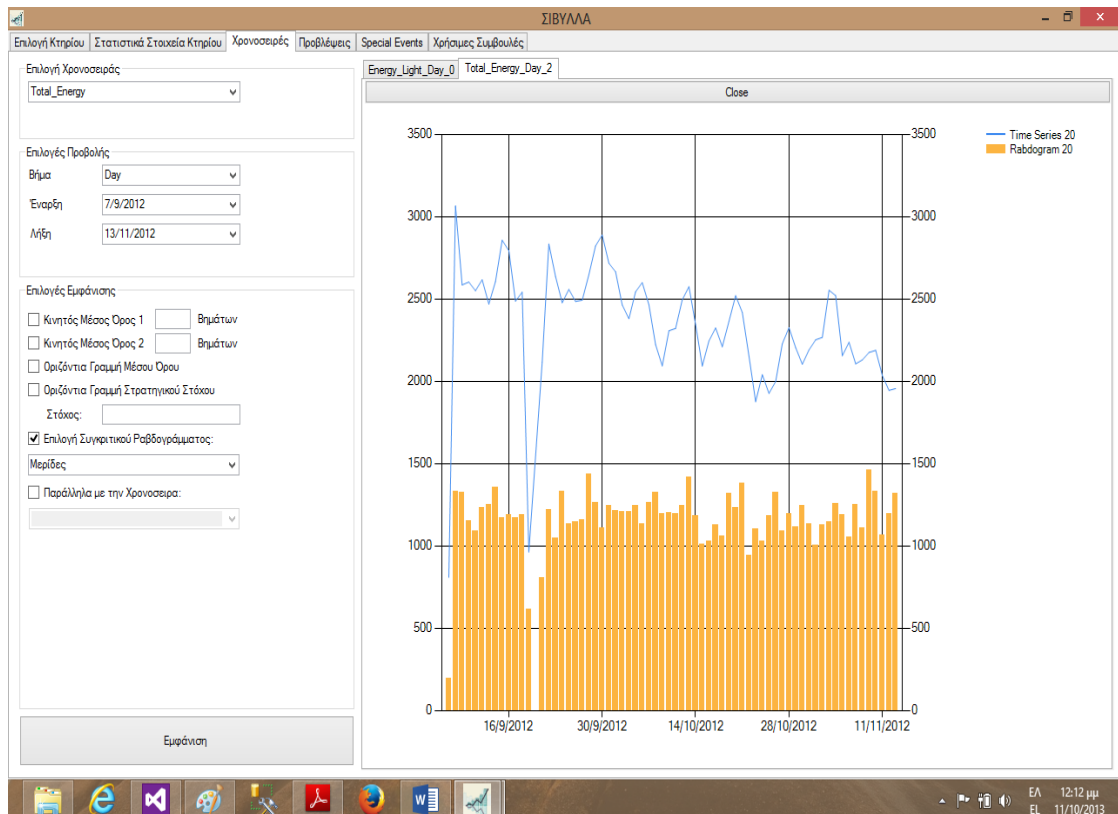 ΣΙΒΥΛΛΑ
Επιλογή Κτηρίου Στατιστικά Στοιχεία Κτηρίου Χρονοσειρές Προβλέψεις Special Events Χρήσιμες Συμβουλές
Επιλογή Χρονοσειράς
Total_Energy
Επιλογές Προβολής
Βήμα Day
Έναρξη 7/9/2012
Λήξη 13/11/2012
Επιλογές Εμφάνισης
Κινητός Μέσος Όρος 1 Βημάτων
Κινητός Μέσος Όρος 2 Βημάτων
Οριζόντια Γραμμή Μέσου Όρου
Οριζόντια Γραμμή Στρατηγικού Στόχου
Στόχος:
Επιλογή Συγκριτικού Ραβδογράμματος:
Μερίδες
Παράλληλα με την Χρονοσειρα:
Εμφάνιση
Energy_Light_Day_0 Total_Energy_Day_2
Close
3500 3500
3000 3000
2500 2500
2000 2000
1500 1500
1000 1000
500 500
0 0
16/9/2012 30/9/2012 14/10/2012 28/10/2012 11/11/2012
Time Series 20
Rabdogram 20
ΕΛ 12:12 μμ
EL 11/10/2013